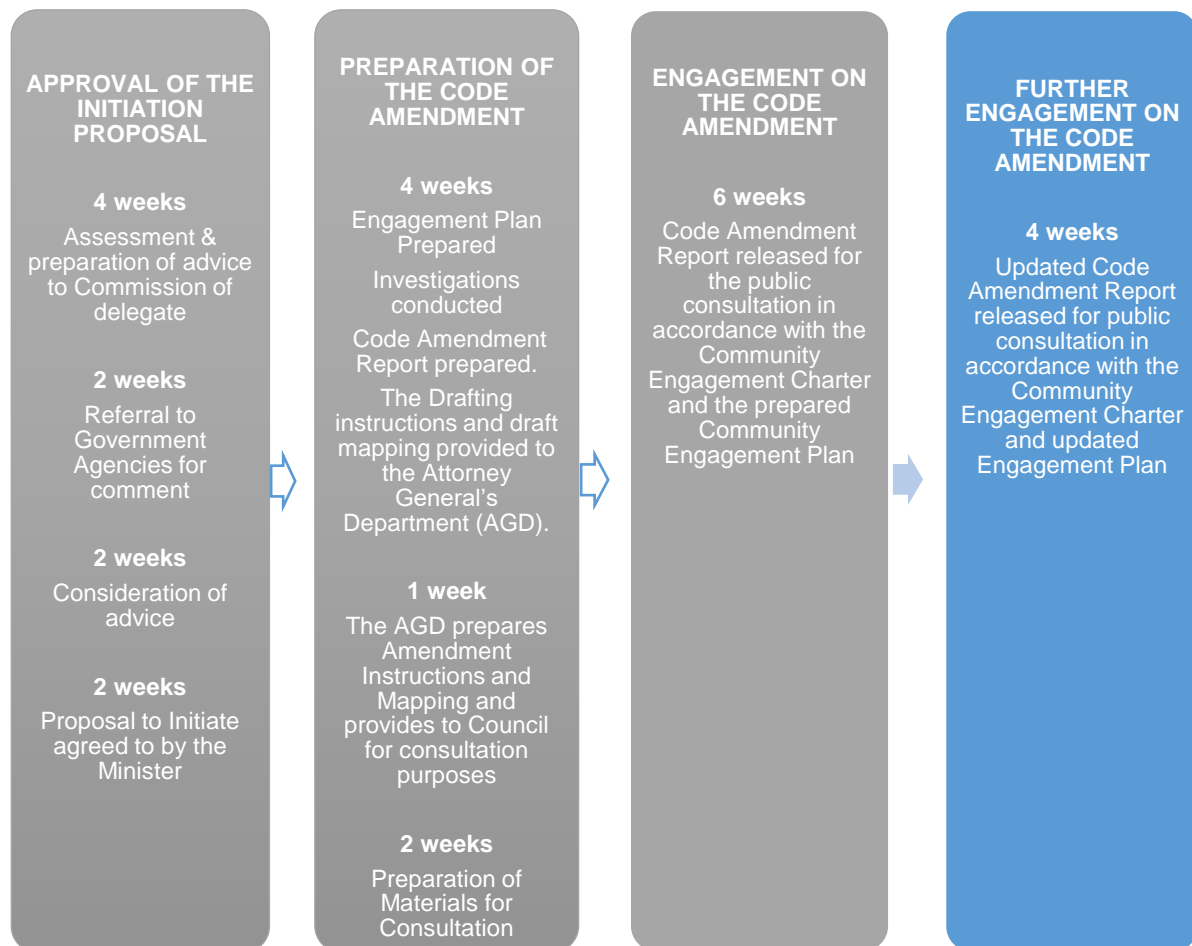 APPROVAL OF THE
INITIATION
PROPOSAL
4 weeks
Assessment &
preparation of advice
to Commission of
delegate
2 weeks
Referral to
Government
Agencies for
comment
2 weeks
Consideration of
advice
2 weeks
Proposal to Initiate
agreed to by the
Minister
PREPARATION OF
THE CODE
AMENDMENT
4 weeks
Engagement Plan
Prepared
Investigations
conducted
Code Amendment
Report prepared.
The Drafting
instructions and draft
mapping provided to
the Attorney
General's
Department (AGD).
1 week
The AGD prepares
Amendment
Instructions and
Mapping and
provides to Council
for consultation
purposes
2 weeks
Preparation of
Materials for
Consultation
ENGAGEMENT ON
THE CODE
AMENDMENT
6 weeks
Code Amendment
Report released for
the public
consultation in
accordance with the
Community
Engagement Charter
and the prepared
Community
Engagement Plan
FURTHER
ENGAGEMENT ON
THE CODE
AMENDMENT
4 weeks
Updated Code
Amendment Report
released for public
consultation in
accordance with the
Community
Engagement Charter
and updated
Engagement Plan